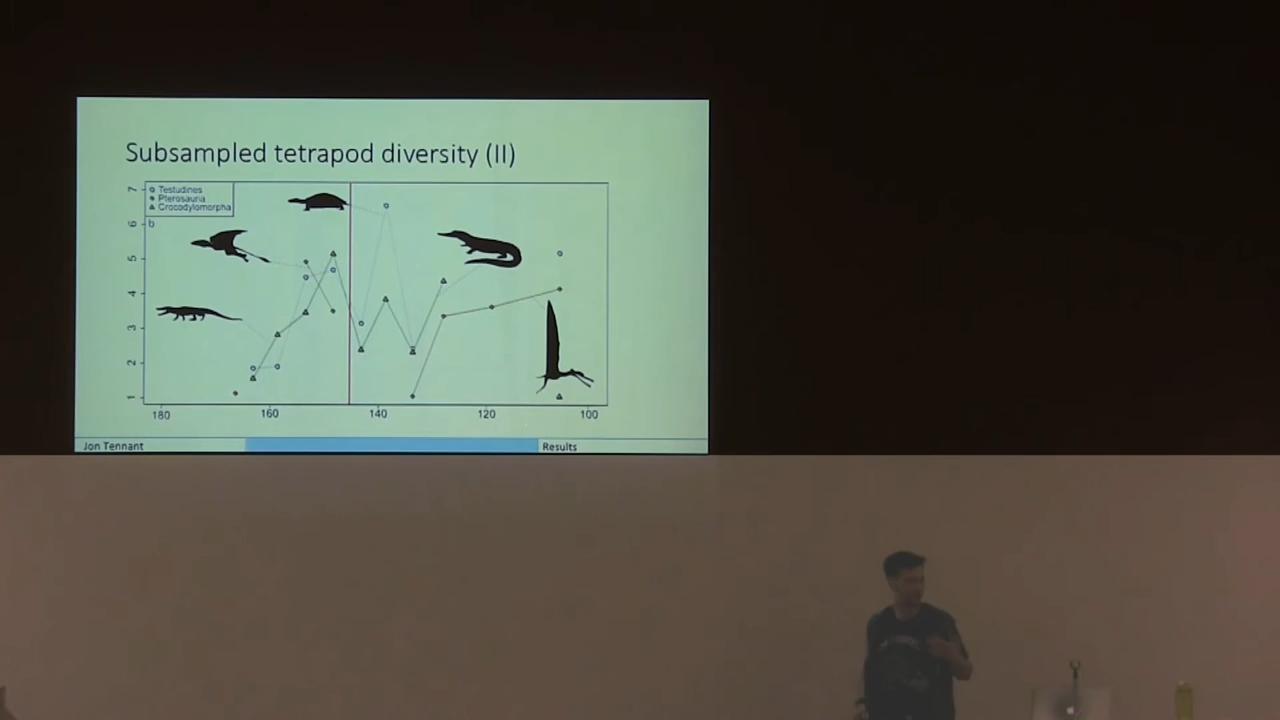 Subsampled tetrapod diversity (II)
Testudines
Pterosauria
Crocodylomorpha
b
7
6
5
4
3
2
1
180 160 140 120 100
Jon Tennant Results